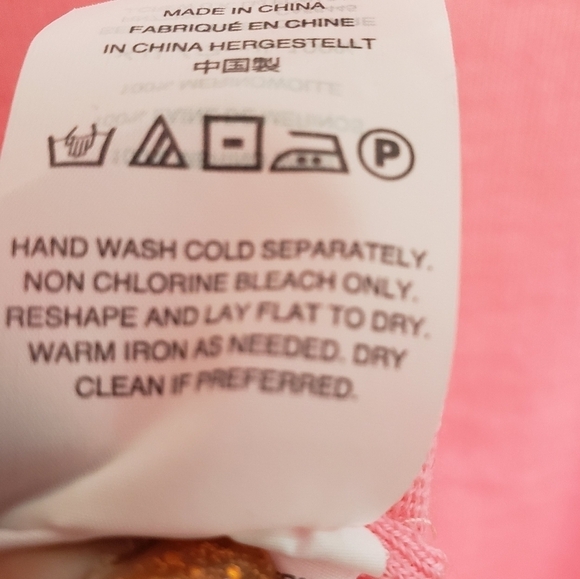 MADE IN CHINA
FABRIQUÉ EN CHINE
IN CHINA HERGESTELLT
中国製
P
HAND WASH COLD SEPARATELY.
NON CHLORINE BLEACH ONLY.
RESHAPE AND LAY FLAT TO DRY.
WARM IRON AS NEEDED. DRY
CLEAN IF PREFERRED.